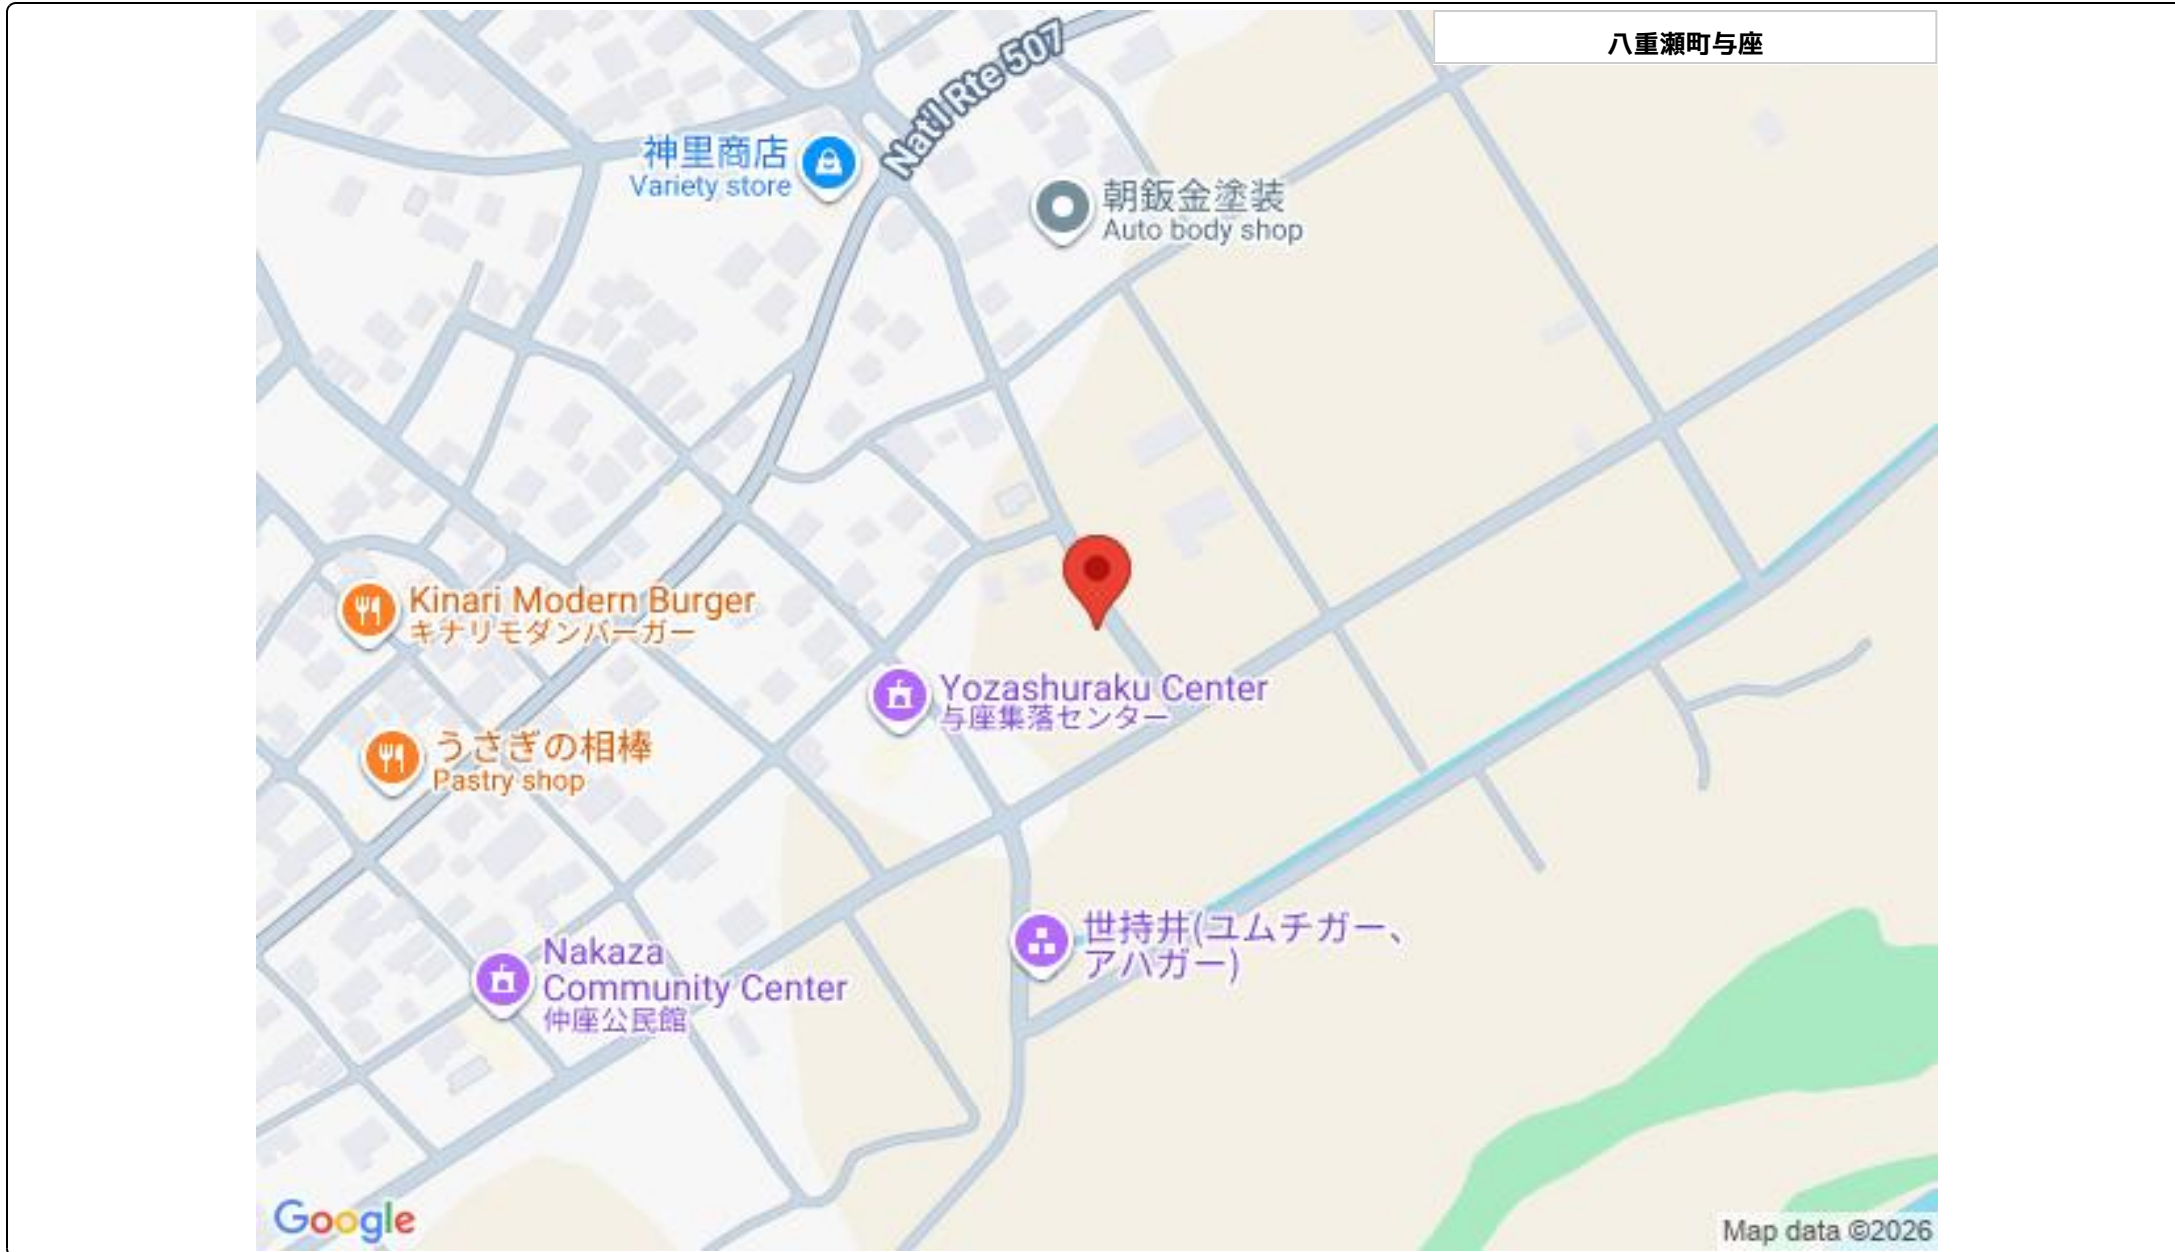 八重瀬町与座
Nat'l Rte 507
神里商店
Variety store
朝鈑金塗装
Auto body shop
Kinari Modern Burger
キナリモダンバーガー
Yozashuraku Center
与座集落センター
うさぎの相棒
Pastry shop
世持井(ユムチガー、
アハガー)
Nakaza
Community Center
仲座公民館
Google
Map data ©2026